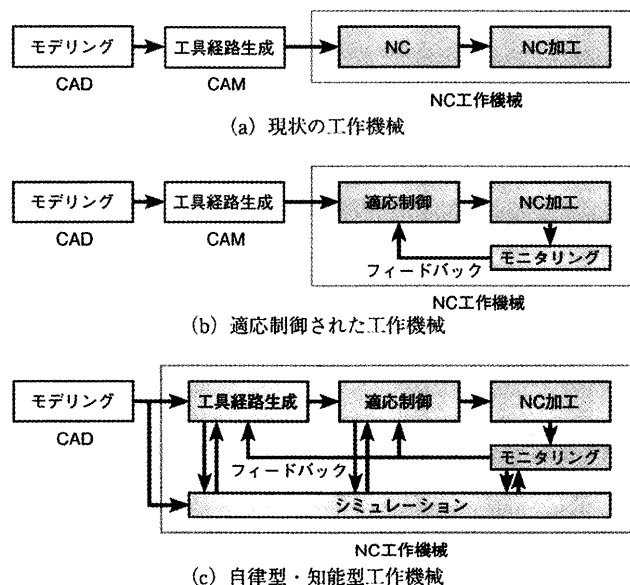 モデリング
工具経路生成
NC
NC加工
CAD
CAM
NC工作機械
(a) 現状の工作機械
モデリング
工具経路生成
適応制御
NC加工
CAD
CAM
モニタリング
フィードバック
NC工作機械
(b) 適応制御された工作機械
モデリング
工具経路生成
適応制御
NC加工
CAD
モニタリング
フィードバック
シミュレーション
NC工作機械
(c) 自律型・知能型工作機械